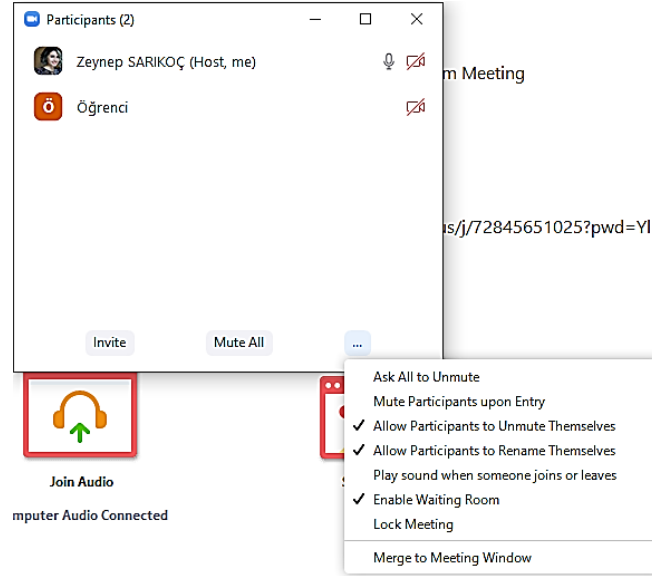 Participants (2)
Zeynep SARIKOÇ (Host, me)
m Meeting
Ö Öğrenci
us/j/72845651025?pwd=Yl
Invite Mute All ...
Ask All to Unmute
Mute Participants upon Entry
Allow Participants to Unmute Themselves
Allow Participants to Rename Themselves
Play sound when someone joins or leaves
Enable Waiting Room
Lock Meeting
Merge to Meeting Window
Join Audio
mputer Audio Connected